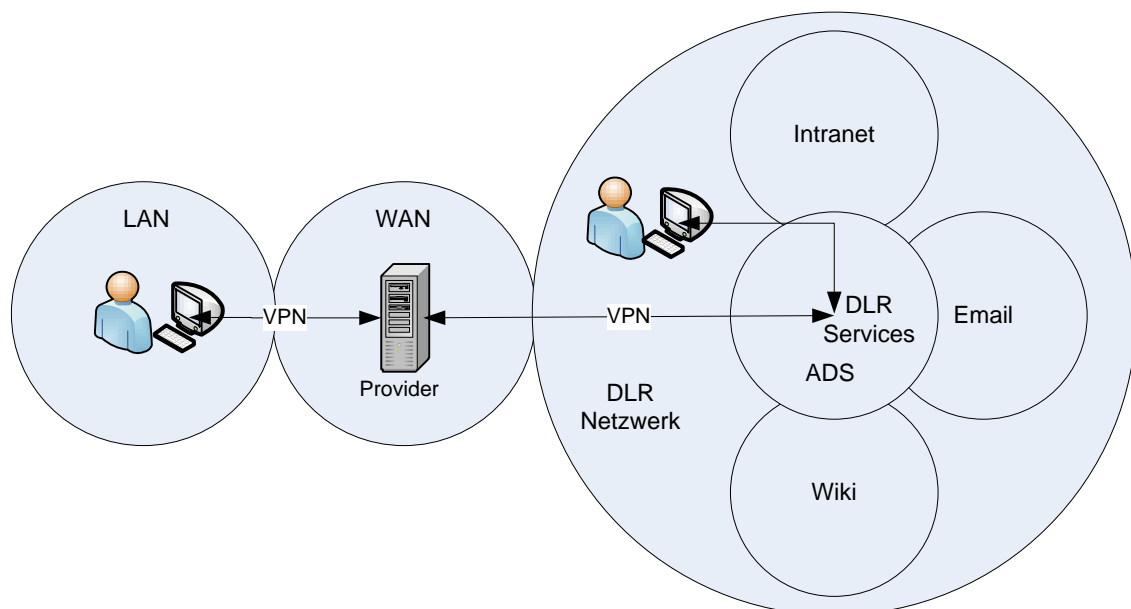 LAN
VPN
WAN
Provider
VPN
DLR
Netzwerk
Intranet
DLR
Services
ADS
Email
Wiki